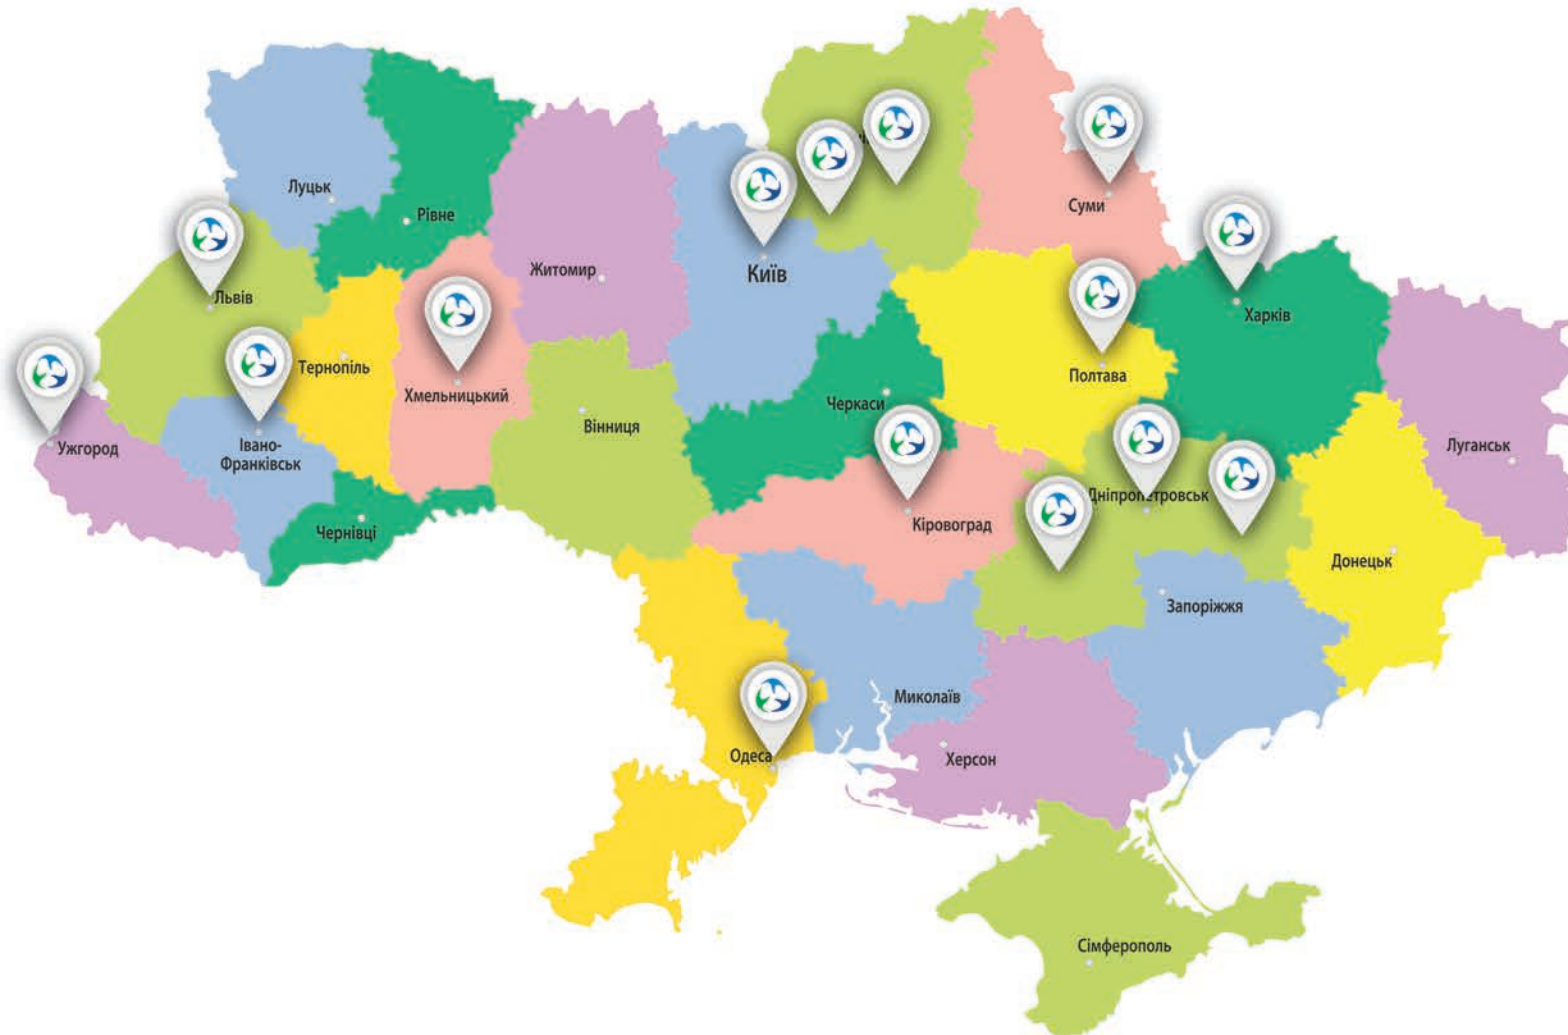 Луцьк
Рівне
Суми
Житомир
Київ
Львів
Харків
Тернопіль
Хмельницький
Полтава
Черкаси
Вінниця
Ужгород
Івано-
Франківськ
Луганськ
Дніпропетровськ
Кіровоград
Чернівці
Донецьк
Запоріжжя
Миколаїв
Одеса
Херсон
Сімферополь